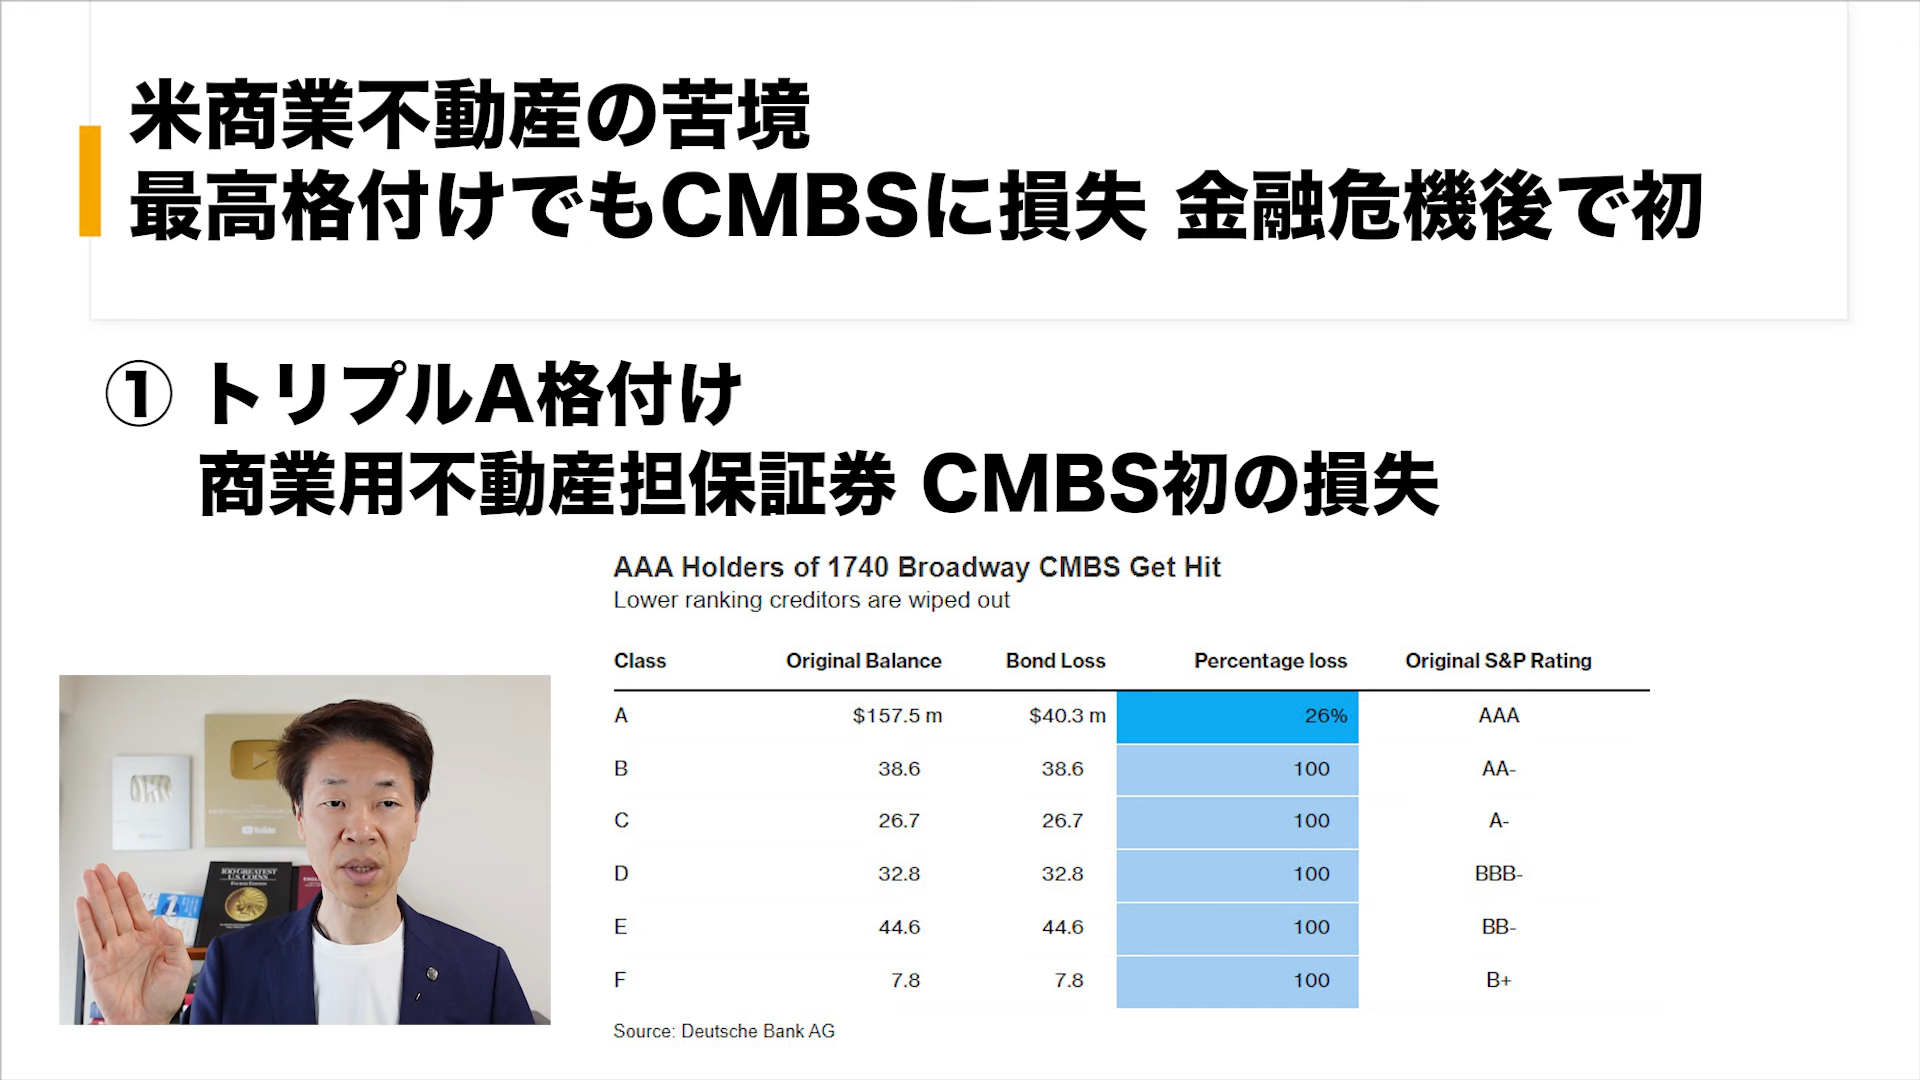 米商業不動産の苦境
最高格付けでもCMBSに損失 金融危機後で初
① トリプルA格付け
商業用不動産担保証券 CMBS初の損失
AAA Holders of 1740 Broadway CMBS Get Hit
Lower ranking creditors are wiped out
Class Original Balance Bond Loss Percentage loss Original S&P Rating
A $157.5 m $40.3 m 26% AAA
B 38.6 38.6 100 AA-
C 26.7 26.7 100 A-
D 32.8 32.8 100 BBB-
E 44.6 44.6 100 BB-
F 7.8 7.8 100 B+
Source: Deutsche Bank AG
YouTube
100 GREATEST
U.S. COINS
FOURTH EDITION